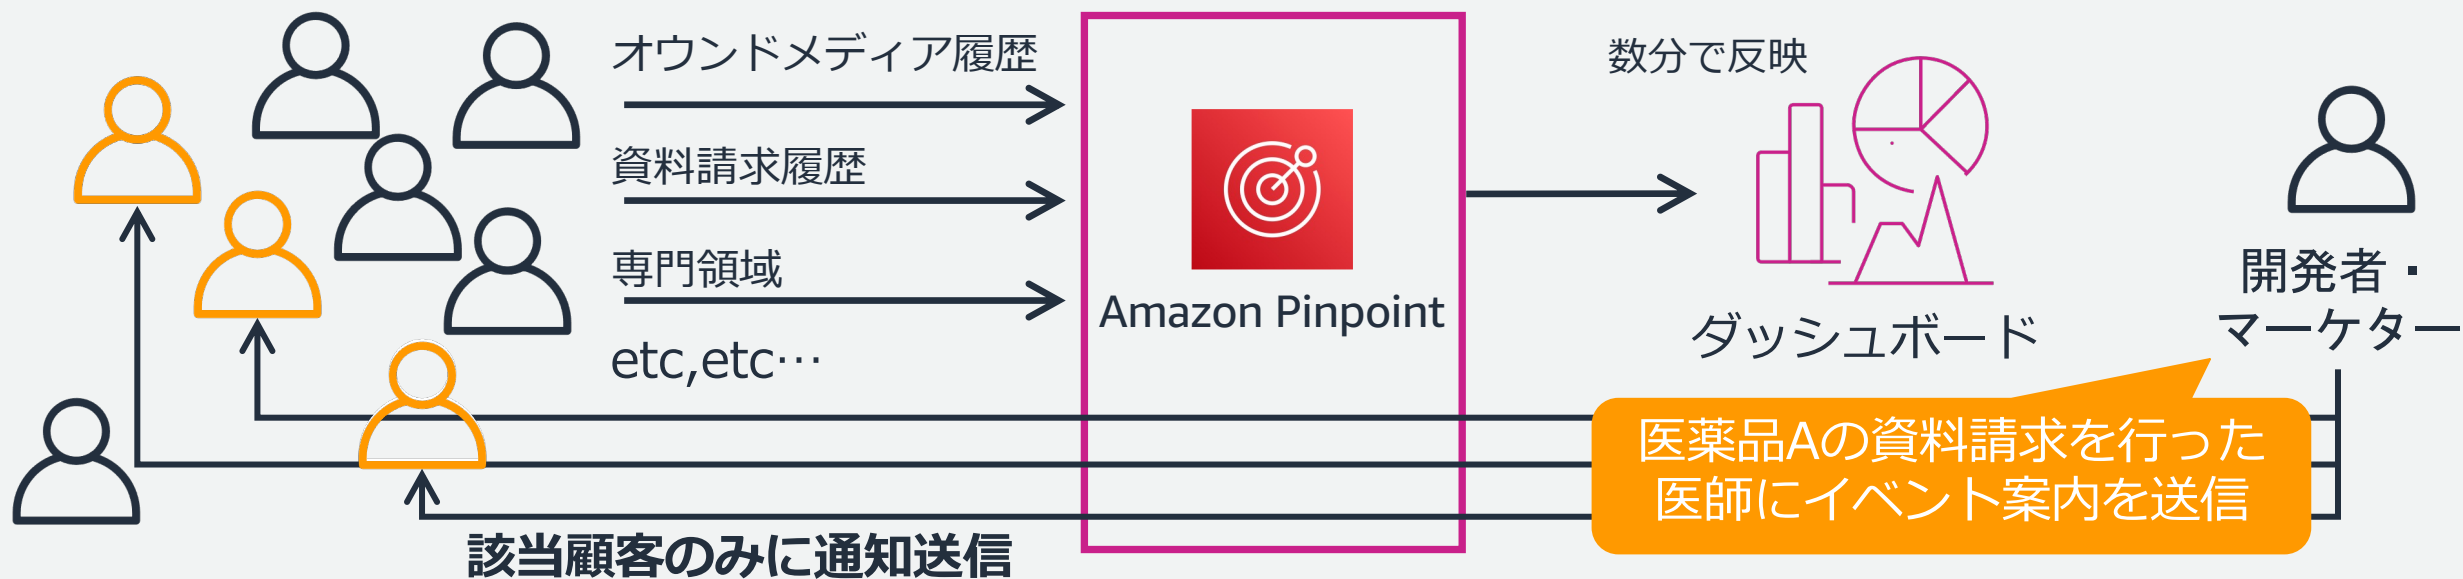 オウンドメディア履歴
資料請求履歴
専門領域
etc,etc…
Amazon Pinpoint
数分で反映
ダッシュボード
開発者・
マーケター
医薬品Aの資料請求を行った
医師にイベント案内を送信
該当顧客のみに通知送信